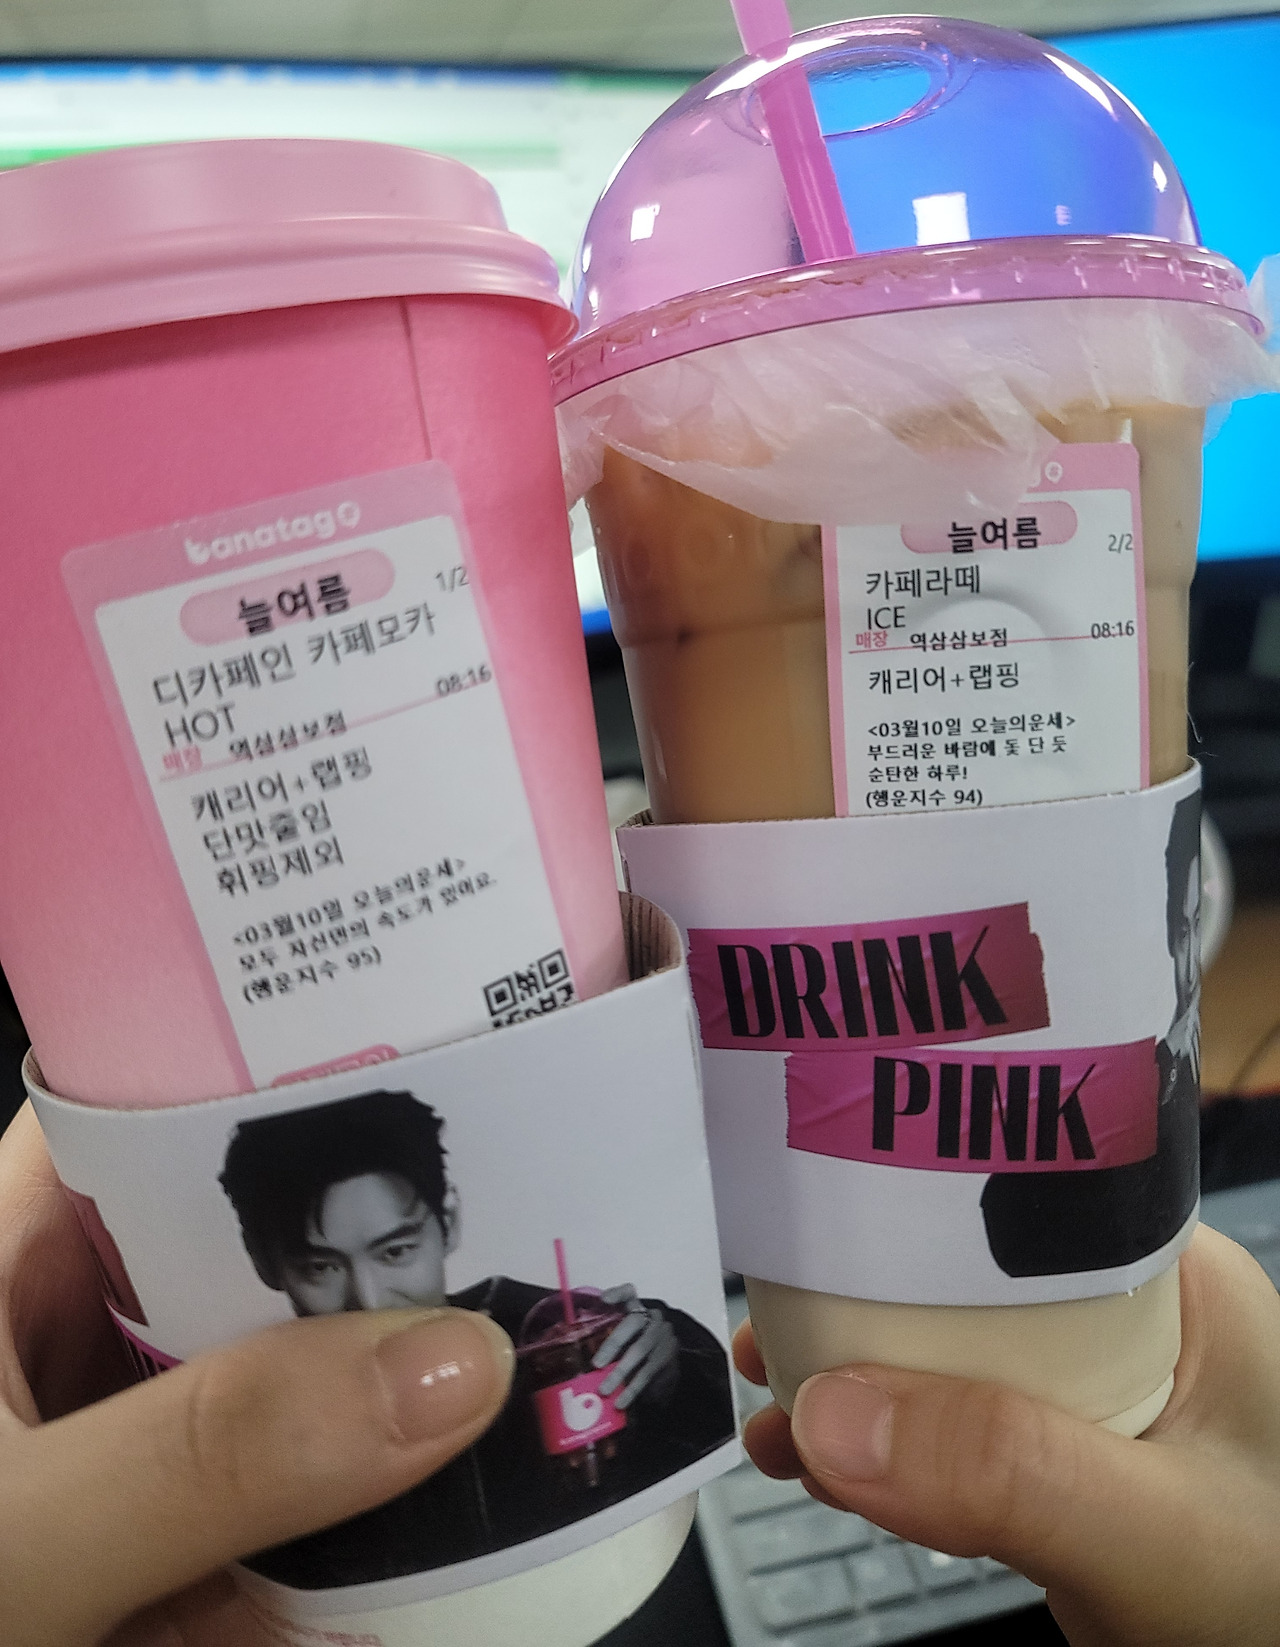 banatag
늘여름
1/2
디카페인 카페모카
HOT
08:16
매장 역삼삼보점
캐리어+랩핑
단맛줄임
휘핑제외
<03월10일 오늘의운세>
모두 자신만의 속도가 있어요.
(행운지수 95)
g
늘여름
2/2
카페라떼
ICE
매장 역삼삼보점 08:16
캐리어+랩핑
<03월10일 오늘의운세>
부드러운 바람에 돛 단 듯
순탄한 하루!
(행운지수 94)
DRINK
PINK
b